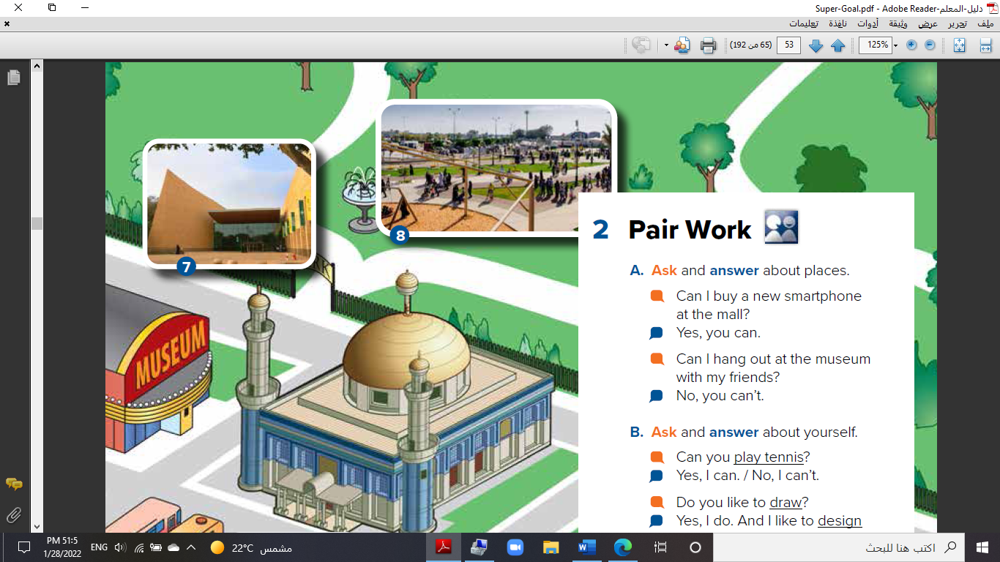 دليل-المعلم-Super-Goal.pdf - Adobe Reader
ملف تحرير عرض وثيقة أدوات نافذة تعليمات
(65 من 192) 53 125%
8
7
MUSEUM
2 Pair Work
A. Ask and answer about places.
Can I buy a new smartphone
at the mall?
Yes, you can.
Can I hang out at the museum
with my friends?
No, you can't.
B. Ask and answer about yourself.
Can you play tennis?
Yes, I can. / No, I can't.
Do you like to draw?
Yes, I do. And I like to design
PM 51:5
1/28/2022
ENG
22°C مشمس
اكتب هنا للبحث